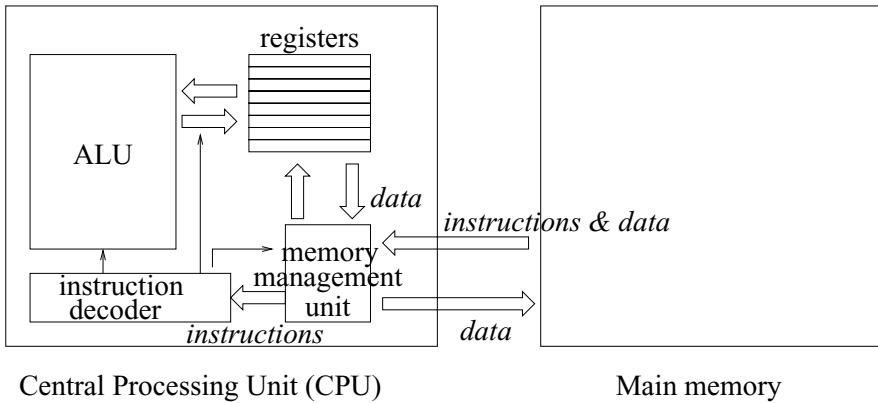 registers
ALU
data
instructions & data
memory
management
unit
instruction
decoder
instructions
data
Central Processing Unit (CPU)
Main memory